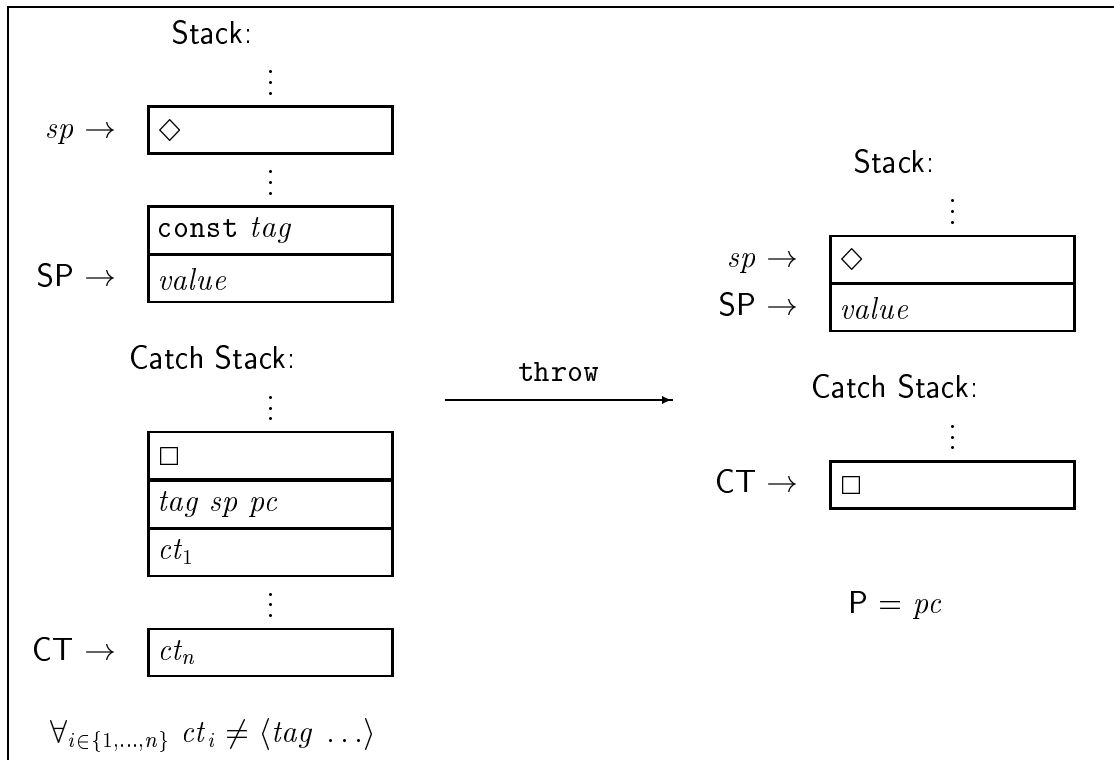 Stack:
⋮
sp → ◇
⋮
const tag
SP → value
Catch Stack:
⋮
□
tag sp pc
ct₁
⋮
CT → ctₙ
∀i∈{1,...,n} ctᵢ ≠ ⟨tag ...⟩
throw
Stack:
⋮
sp → ◇
SP → value
Catch Stack:
⋮
CT → □
P = pc